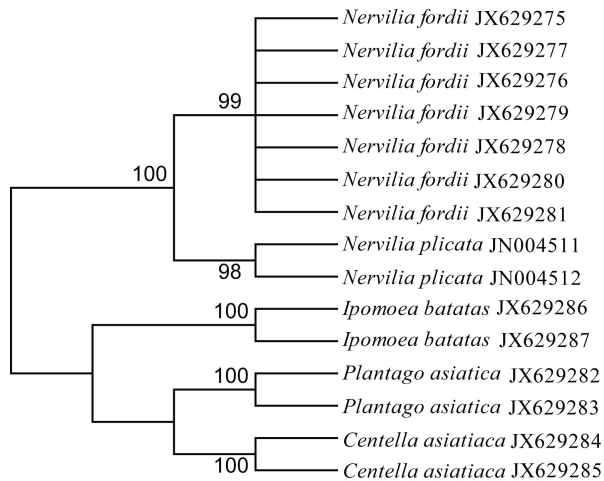 Nervilia fordii JX629275
Nervilia fordii JX629277
Nervilia fordii JX629276
99
Nervilia fordii JX629279
Nervilia fordii JX629278
100
Nervilia fordii JX629280
Nervilia fordii JX629281
Nervilia plicata JN004511
98
Nervilia plicata JN004512
100
Ipomoea batatas JX629286
Ipomoea batatas JX629287
100
Plantago asiatica JX629282
Plantago asiatica JX629283
Centella asiatiaca JX629284
100
Centella asiatiaca JX629285